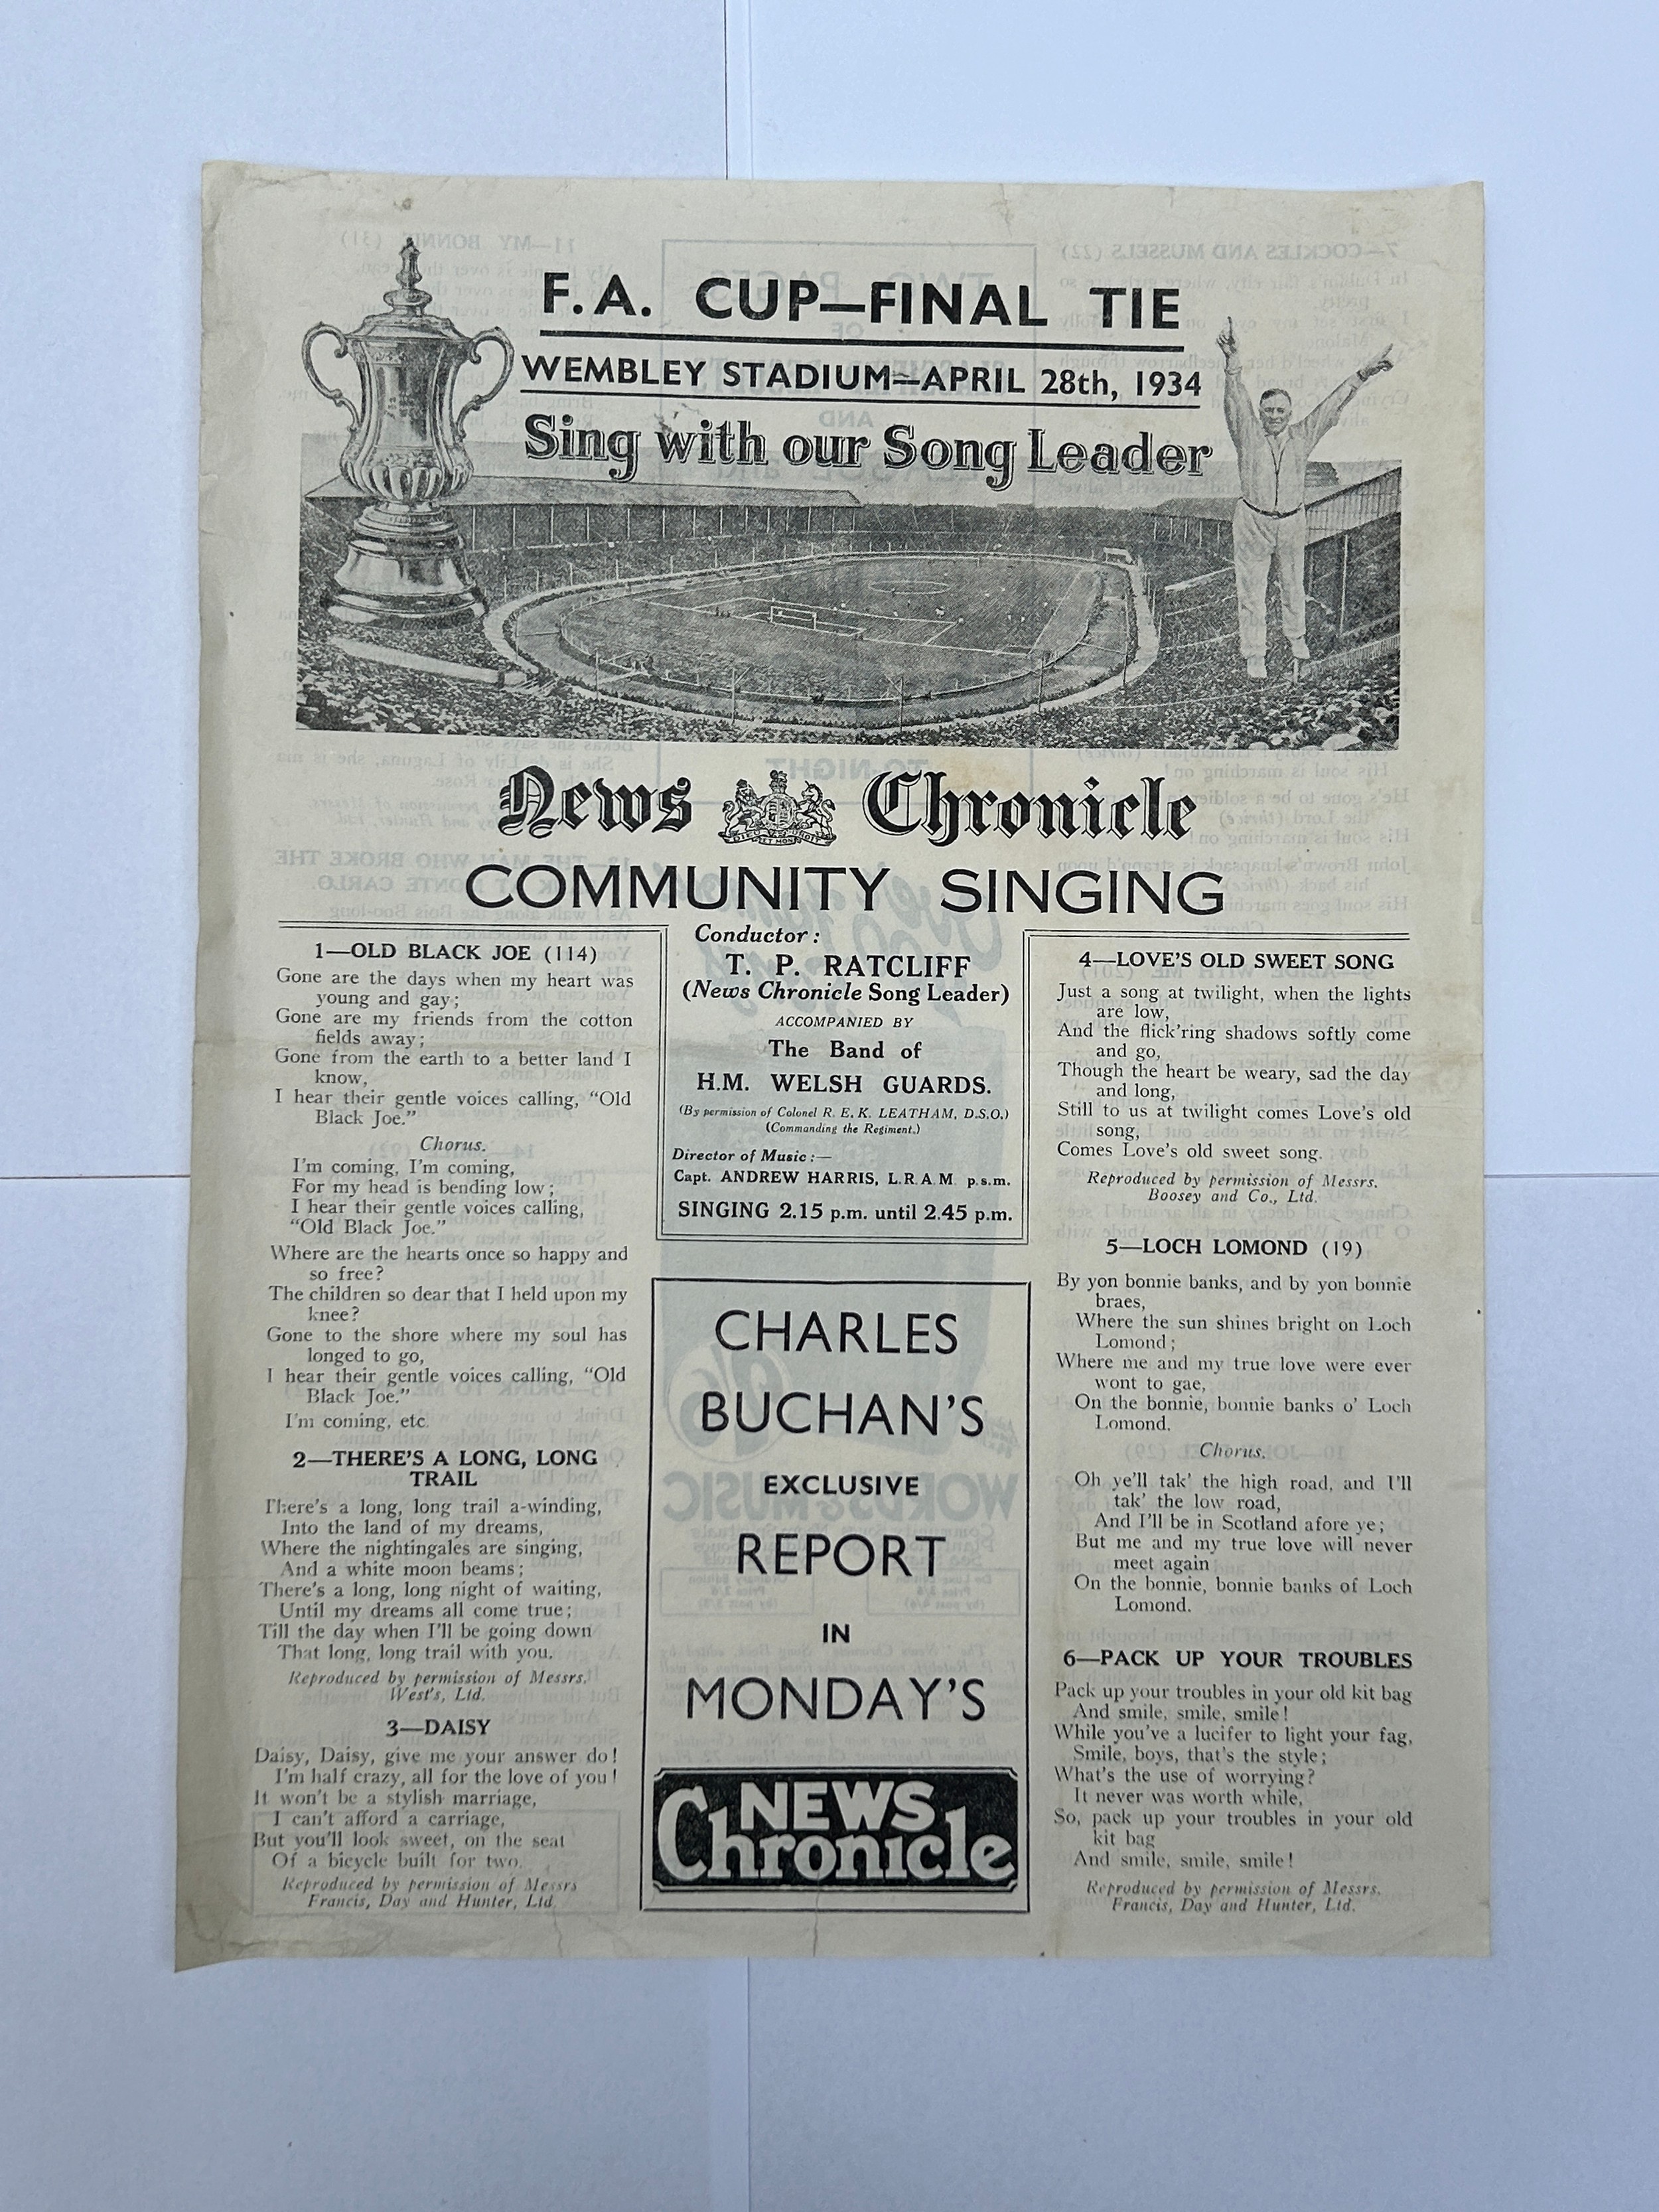 F.A. CUP—FINAL TIE
WEMBLEY STADIUM—APRIL 28th, 1934
Sing with our Song Leader
News Chronicle
COMMUNITY SINGING
1—OLD BLACK JOE (114)
Gone are the days when my heart was
young and gay;
Gone are my friends from the cotton
fields away;
Gone from the earth to a better land I
know,
I hear their gentle voices calling, "Old
Black Joe."
Chorus.
I'm coming, I'm coming,
For my head is bending low;
I hear their gentle voices calling,
"Old Black Joe."
Where are the hearts once so happy and
so free?
The children so dear that I held upon my
knee?
Gone to the shore where my soul has
longed to go,
I hear their gentle voices calling, "Old
Black Joe."
I'm coming, etc.
2—THERE'S A LONG, LONG
TRAIL
There's a long, long trail a-winding,
Into the land of my dreams,
Where the nightingales are singing,
And a white moon beams;
There's a long, long night of waiting,
Until my dreams all come true;
Till the day when I'll be going down
That long, long trail with you.
Reproduced by permission of Messrs.
West's, Ltd.
3—DAISY
Daisy, Daisy, give me your answer do!
I'm half crazy, all for the love of you!
It won't be a stylish marriage,
I can't afford a carriage,
But you'll look sweet, on the seat
Of a bicycle built for two.
Reproduced by permission of Messrs
Francis, Day and Hunter, Ltd
Conductor:
T. P. RATCLIFF
(News Chronicle Song Leader)
ACCOMPANIED BY
The Band of
H.M. WELSH GUARDS.
(By permission of Colonel R. E. K. LEATHAM, D.S.O.)
(Commanding the Regiment.)
Director of Music:—
Capt. ANDREW HARRIS, L.R.A.M. p.s.m.
SINGING 2.15 p.m. until 2.45 p.m.
CHARLES
BUCHAN'S
EXCLUSIVE
REPORT
IN
MONDAY'S
NEWS
Chronicle
4—LOVE'S OLD SWEET SONG
Just a song at twilight, when the lights
are low,
And the flick'ring shadows softly come
and go,
Though the heart be weary, sad the day
and long,
Still to us at twilight comes Love's old
song,
Comes Love's old sweet song.
Reproduced by permission of Messrs.
Boosey and Co., Ltd.
5—LOCH LOMOND (19)
By yon bonnie banks, and by yon bonnie
braes,
Where the sun shines bright on Loch
Lomond;
Where me and my true love were ever
wont to gae,
On the bonnie, bonnie banks o' Loch
Lomond.
Chorus.
Oh ye'll tak' the high road, and I'll
tak' the low road,
And I'll be in Scotland afore ye;
But me and my true love will never
meet again
On the bonnie, bonnie banks of Loch
Lomond.
6—PACK UP YOUR TROUBLES
Pack up your troubles in your old kit bag
And smile, smile, smile!
While you've a lucifer to light your fag,
Smile, boys, that's the style;
What's the use of worrying?
It never was worth while,
So, pack up your troubles in your old
kit bag
And smile, smile, smile!
Reproduced by permission of Messrs.
Francis, Day and Hunter, Ltd.